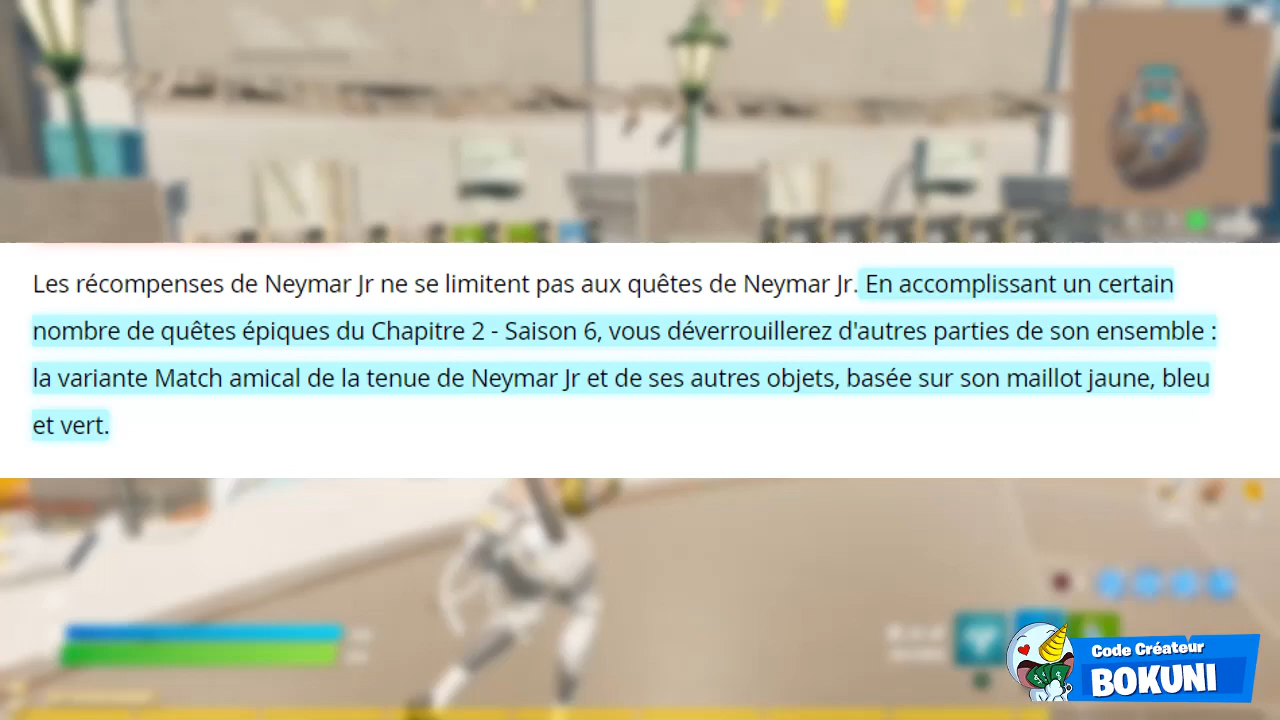 Les récompenses de Neymar Jr ne se limitent pas aux quêtes de Neymar Jr. En accomplissant un certain
nombre de quêtes épiques du Chapitre 2 - Saison 6, vous déverrouillerez d'autres parties de son ensemble :
la variante Match amical de la tenue de Neymar Jr et de ses autres objets, basée sur son maillot jaune, bleu
et vert.
Code Créateur
BOKUNI